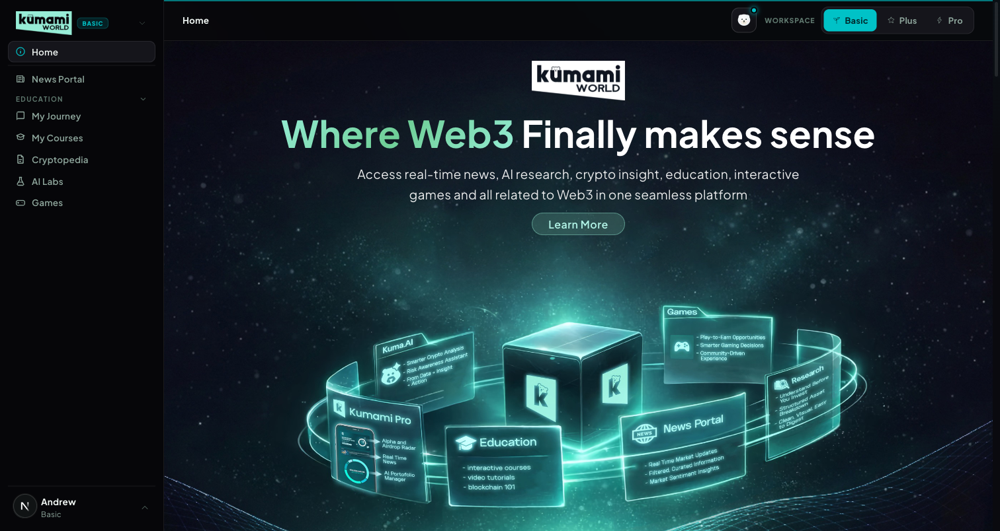 kumami
WORLD
BASIC
Home
News Portal
EDUCATION
My Journey
My Courses
Cryptopedia
AI Labs
Games
Andrew
Basic
Home
WORKSPACE
Basic
Plus
Pro
kumami
WORLD
Where Web3 Finally makes sense
Access real-time news, AI research, crypto insight, education, interactive
games and all related to Web3 in one seamless platform
Learn More
Kuma.AI
- Smarter Crypto Analysis
- Risk Awareness Assistant
- From Data → Insight
→ Action
Games
- Play-to-Earn Opportunities
- Smarter Gaming Decisions
- Community-Driven
Experience
Research
- Understand Before
You Invest
- Structured Asset
Breakdown
- Clean, Visual, Easy
to Digest
k
k
k
Kumami Pro
Alpha and
Airdrop Radar
Real Time
News
AI Portofolio
Manager
Education
- interactive courses
- video tutorials
- blockchain 101
NEWS
News Portal
- Real Time Market Updates
- Filtered, Curated Information
- Market Sentiment Insights
N